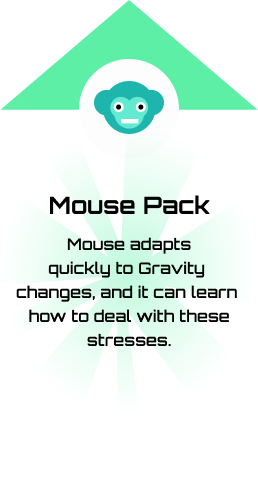 Mouse Pack
Mouse adapts
quickly to Gravity
changes, and it can learn
how to deal with these
stresses.